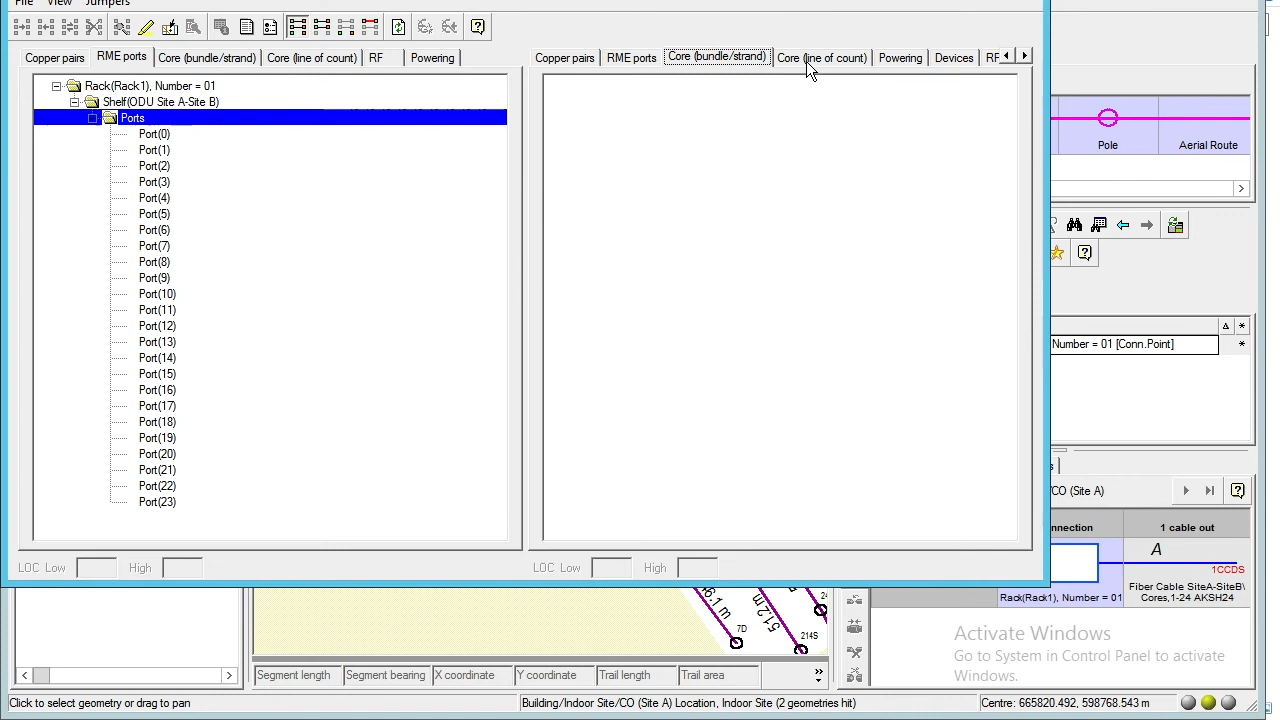 File View Jumpers
Copper pairs RME ports Core (bundle/strand) Core (line of count) RF Powering
Copper pairs RME ports Core (bundle/strand) Core (line of count) Powering Devices RF
Rack(Rack1), Number = 01
Shelf(ODU Site A-Site B)
Ports
Port(0)
Port(1)
Port(2)
Port(3)
Port(4)
Port(5)
Port(6)
Port(7)
Port(8)
Port(9)
Port(10)
Port(11)
Port(12)
Port(13)
Port(14)
Port(15)
Port(16)
Port(17)
Port(18)
Port(19)
Port(20)
Port(21)
Port(22)
Port(23)
LOC Low High
LOC Low High
Pole Aerial Route
Number = 01 [Conn.Point]
/CO (Site A)
nnection 1 cable out
A
1CCDS
Rack(Rack1), Number = 01
Fiber Cable SiteA-SiteB\
Cores,1-24 AKSH24
6.1 m
51.2 m
7D
214S
24
Activate Windows
Go to System in Control Panel to activate
Windows.
Segment length Segment bearing X coordinate Y coordinate Trail length Trail area
Click to select geometry or drag to pan
Building/Indoor Site/CO (Site A) Location, Indoor Site (2 geometries hit)
Centre: 665820.492, 598768.543 m